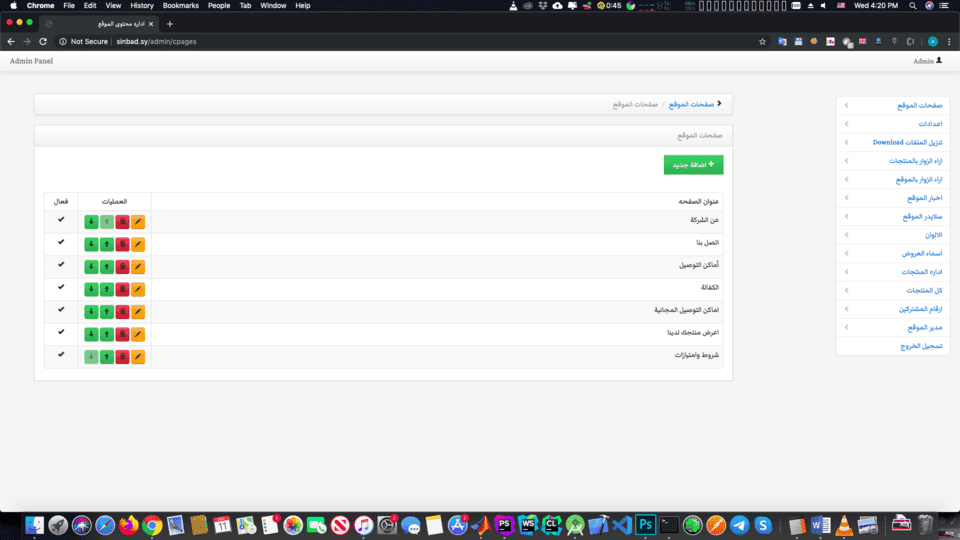 Chrome File Edit View History Bookmarks People Tab Window Help
0:45
Wed 4:20 PM
اداره محتوى الموقع
Not Secure | sinbad.sy/admin/cpages
Admin Panel
Admin
صفحات الموقع / صفحات الموقع
صفحات الموقع
اضافة جديد
عنوان الصفحه العمليات فعال
عن الشركة
اتصل بنا
أماكن التوصيل
الكفالة
اماكن التوصيل المجانية
اعرض منتجك لدينا
شروط وامتيازات
صفحات الموقع
اعدادات
تنزيل الملفات Download
اراء الزوار بالمنتجات
اراء الزوار بالموقع
اخبار الموقع
سلايدر الموقع
الالوان
اسماء العروض
اداره المنتجات
كل المنتجات
ارقام المشتركين
مدير الموقع
تسجيل الخروج